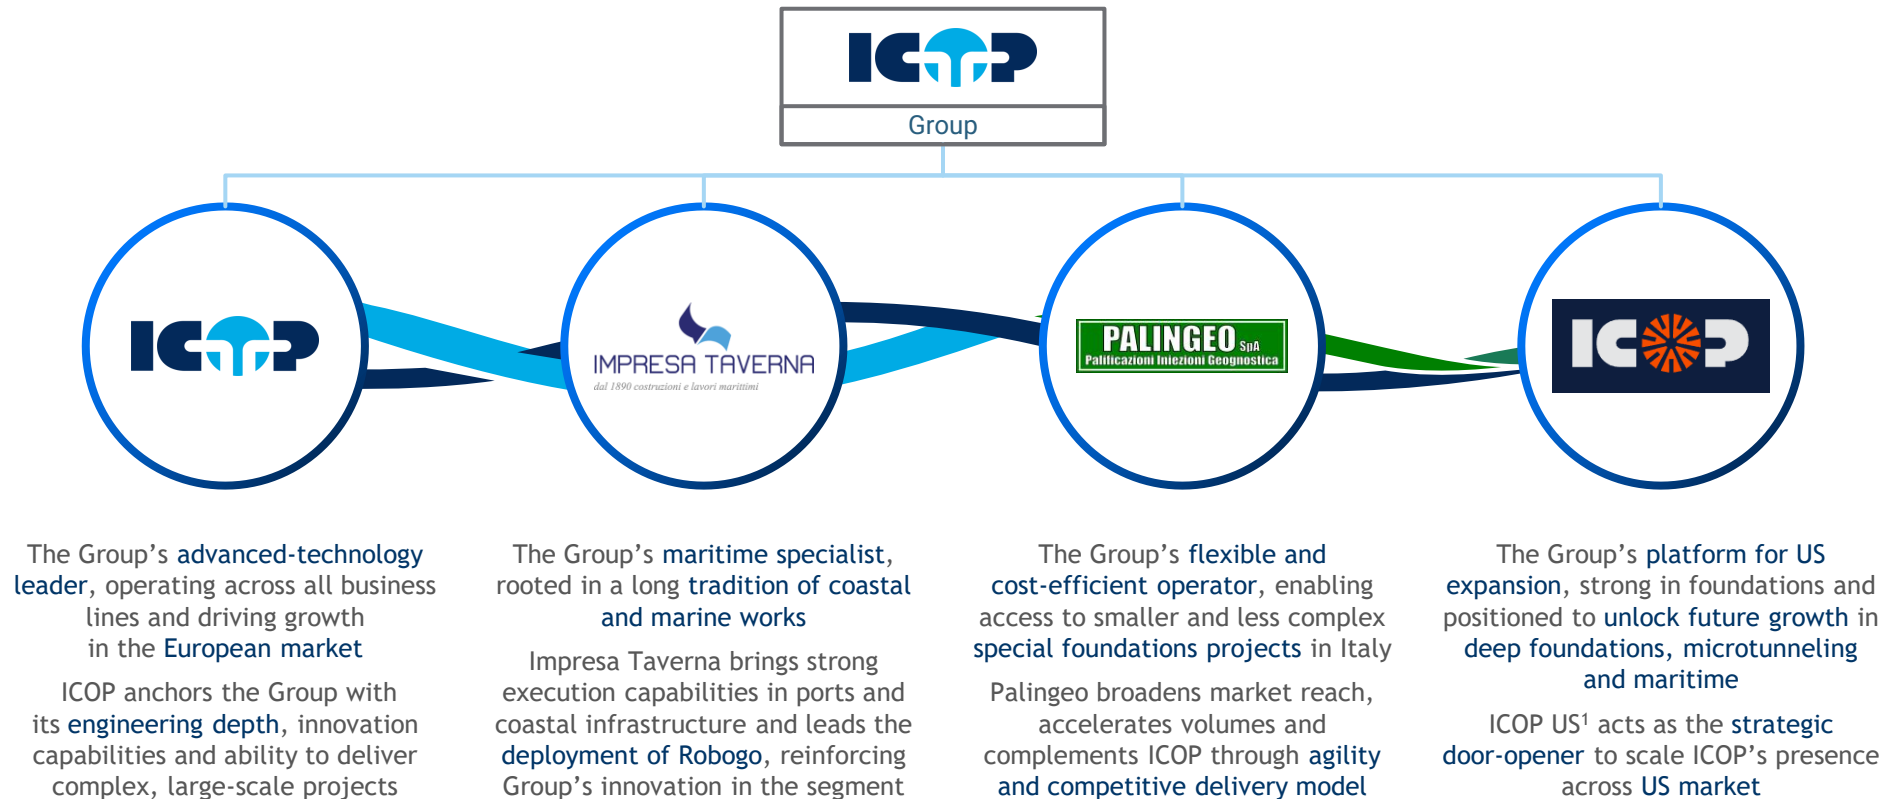 ICOP
Group
ICOP
IMPRESA TAVERNA
dal 1890 costruzioni e lavori marittimi
PALINGEO SpA
Palificazioni Iniezioni Geognostica
ICOP
The Group’s advanced-technology
leader, operating across all business
lines and driving growth
in the European market
ICOP anchors the Group with
its engineering depth, innovation
capabilities and ability to deliver
complex, large-scale projects
The Group’s maritime specialist,
rooted in a long tradition of coastal
and marine works
Impresa Taverna brings strong
execution capabilities in ports and
coastal infrastructure and leads the
deployment of Robogo, reinforcing
Group’s innovation in the segment
The Group’s flexible and
cost-efficient operator, enabling
access to smaller and less complex
special foundations projects in Italy
Palingeo broadens market reach,
accelerates volumes and
complements ICOP through agility
and competitive delivery model
The Group’s platform for US
expansion, strong in foundations and
positioned to unlock future growth in
deep foundations, microtunneling
and maritime
ICOP US¹ acts as the strategic
door-opener to scale ICOP’s presence
across US market